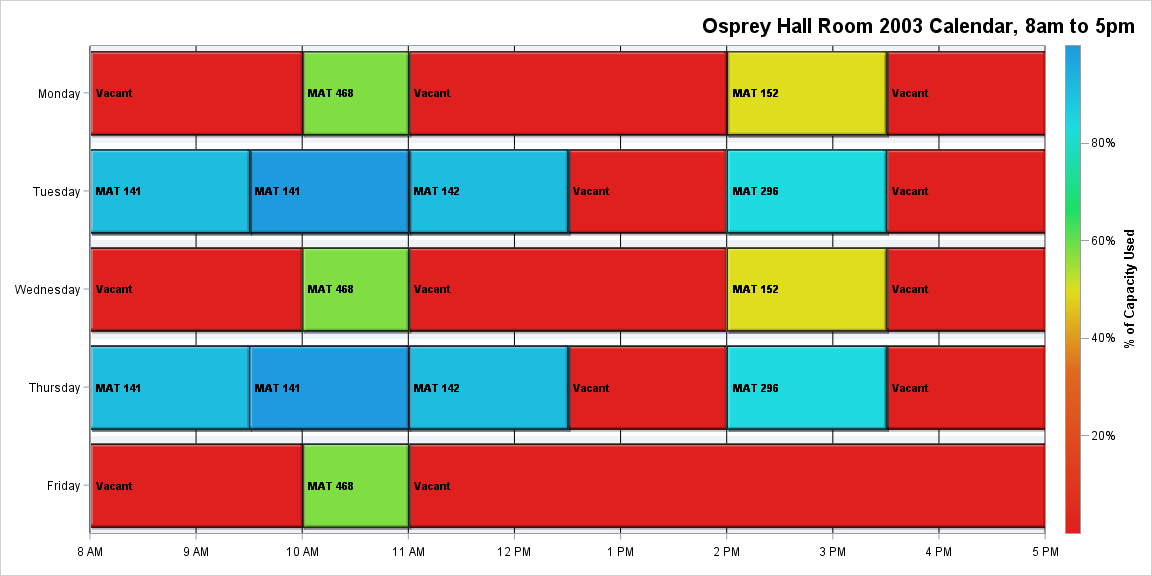 Osprey Hall Room 2003 Calendar, 8am to 5pm
Monday
Vacant
MAT 468
Vacant
MAT 152
Vacant
Tuesday
MAT 141
MAT 141
MAT 142
Vacant
MAT 296
Vacant
Wednesday
Vacant
MAT 468
Vacant
MAT 152
Vacant
Thursday
MAT 141
MAT 141
MAT 142
Vacant
MAT 296
Vacant
Friday
Vacant
MAT 468
Vacant
8 AM
9 AM
10 AM
11 AM
12 PM
1 PM
2 PM
3 PM
4 PM
5 PM
80%
60%
40%
20%
% of Capacity Used